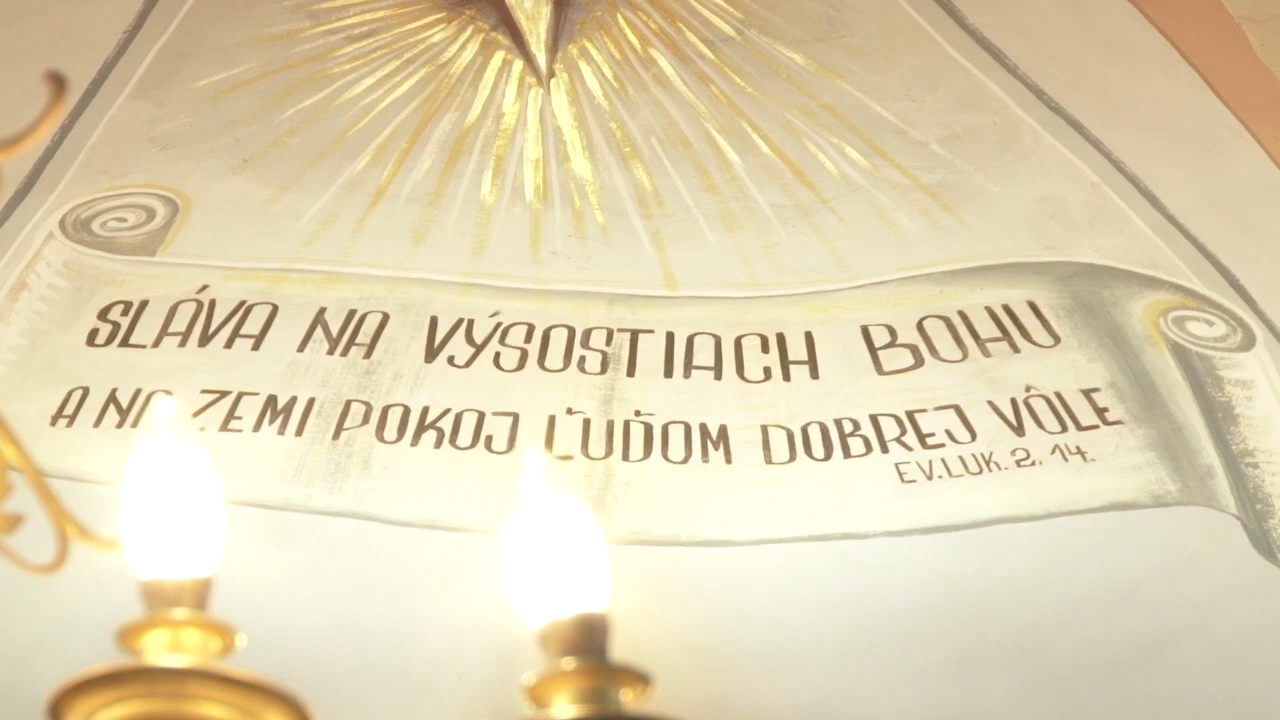 SLÁVA NA VÝSOSTIACH BOHU
A NA ZEMI POKOJ ĽUĎOM DOBREJ VÔLE
EV.LUK. 2. 14.